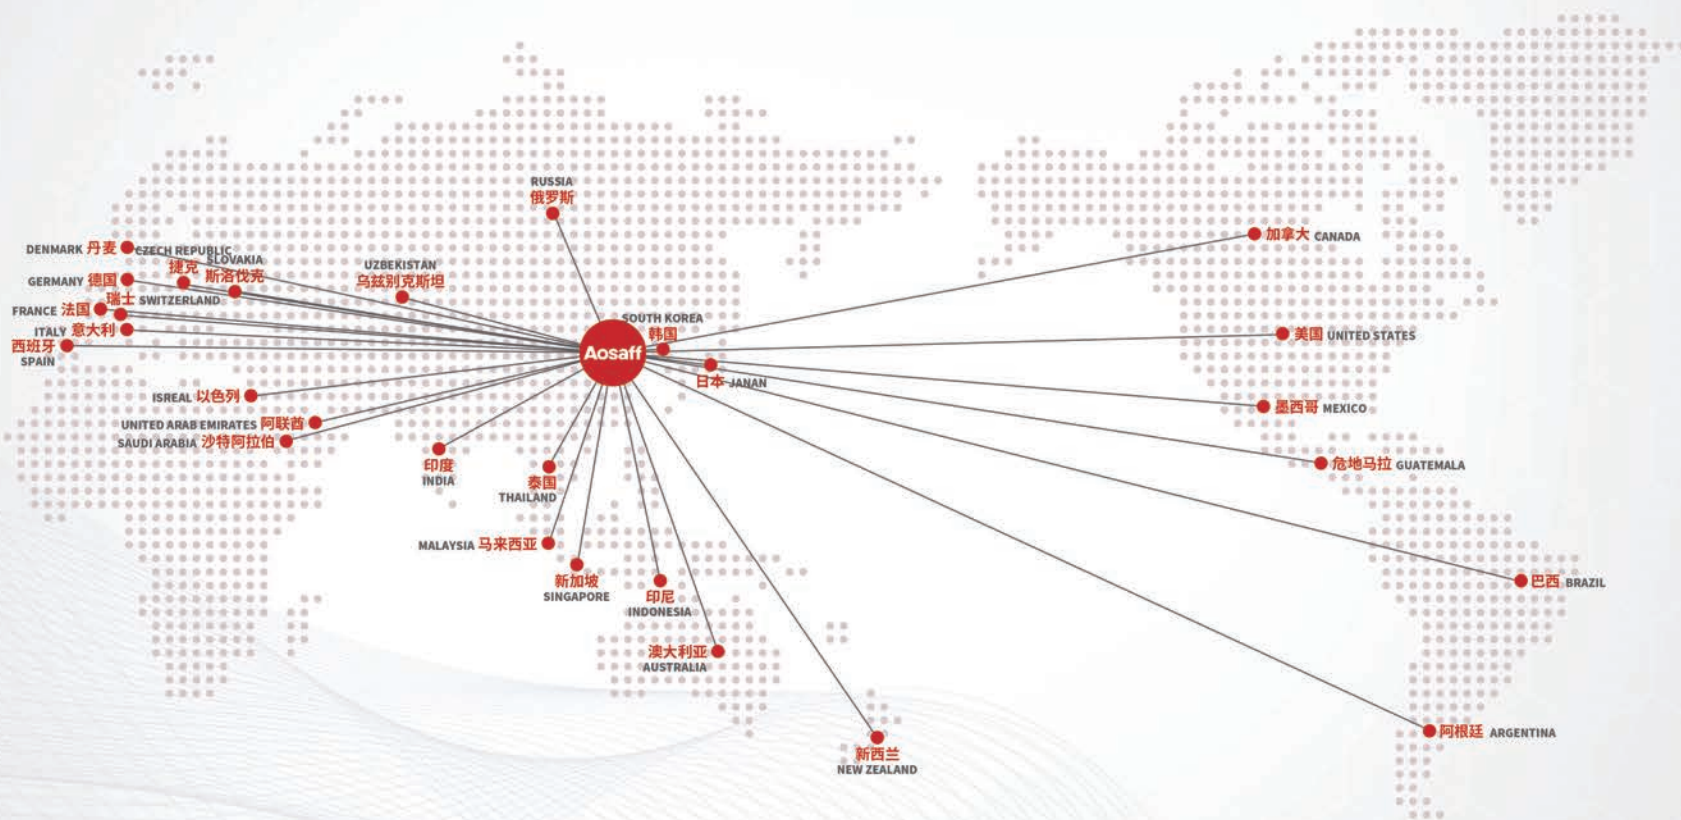 RUSSIA
俄罗斯
DENMARK 丹麦
CZECH REPUBLIC
捷克
SLOVAKIA
斯洛伐克
UZBEKISTAN
乌兹别克斯坦
加拿大 CANADA
GERMANY 德国
瑞士 SWITZERLAND
FRANCE 法国
ITALY 意大利
西班牙
SPAIN
SOUTH KOREA
韩国
Aosaff
美国 UNITED STATES
日本 JANAN
ISREAL 以色列
墨西哥 MEXICO
UNITED ARAB EMIRATES 阿联酋
SAUDI ARABIA 沙特阿拉伯
印度
INDIA
泰国
THAILAND
危地马拉 GUATEMALA
MALAYSIA 马来西亚
新加坡
SINGAPORE
印尼
INDONESIA
巴西 BRAZIL
澳大利亚
AUSTRALIA
阿根廷 ARGENTINA
新西兰
NEW ZEALAND